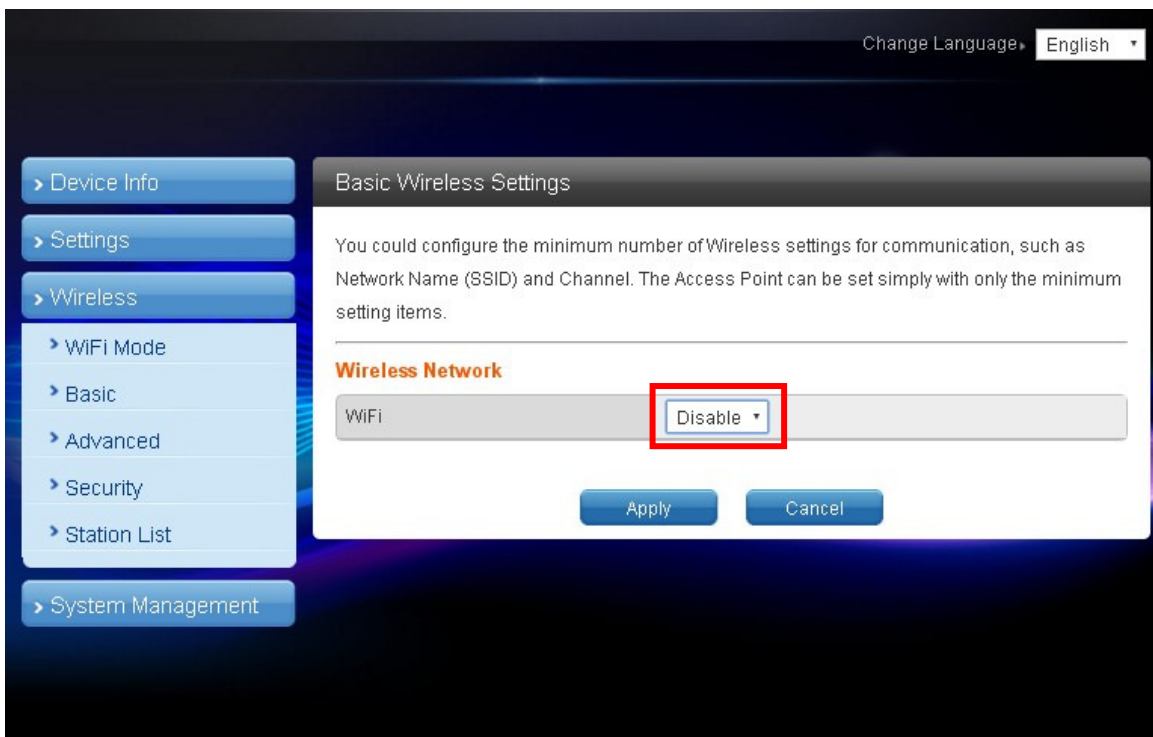 Change Language
English
Device Info
Settings
Wireless
WiFi Mode
Basic
Advanced
Security
Station List
System Management
Basic Wireless Settings
You could configure the minimum number of Wireless settings for communication, such as
Network Name (SSID) and Channel. The Access Point can be set simply with only the minimum
setting items.
Wireless Network
WiFi Disable
Apply Cancel